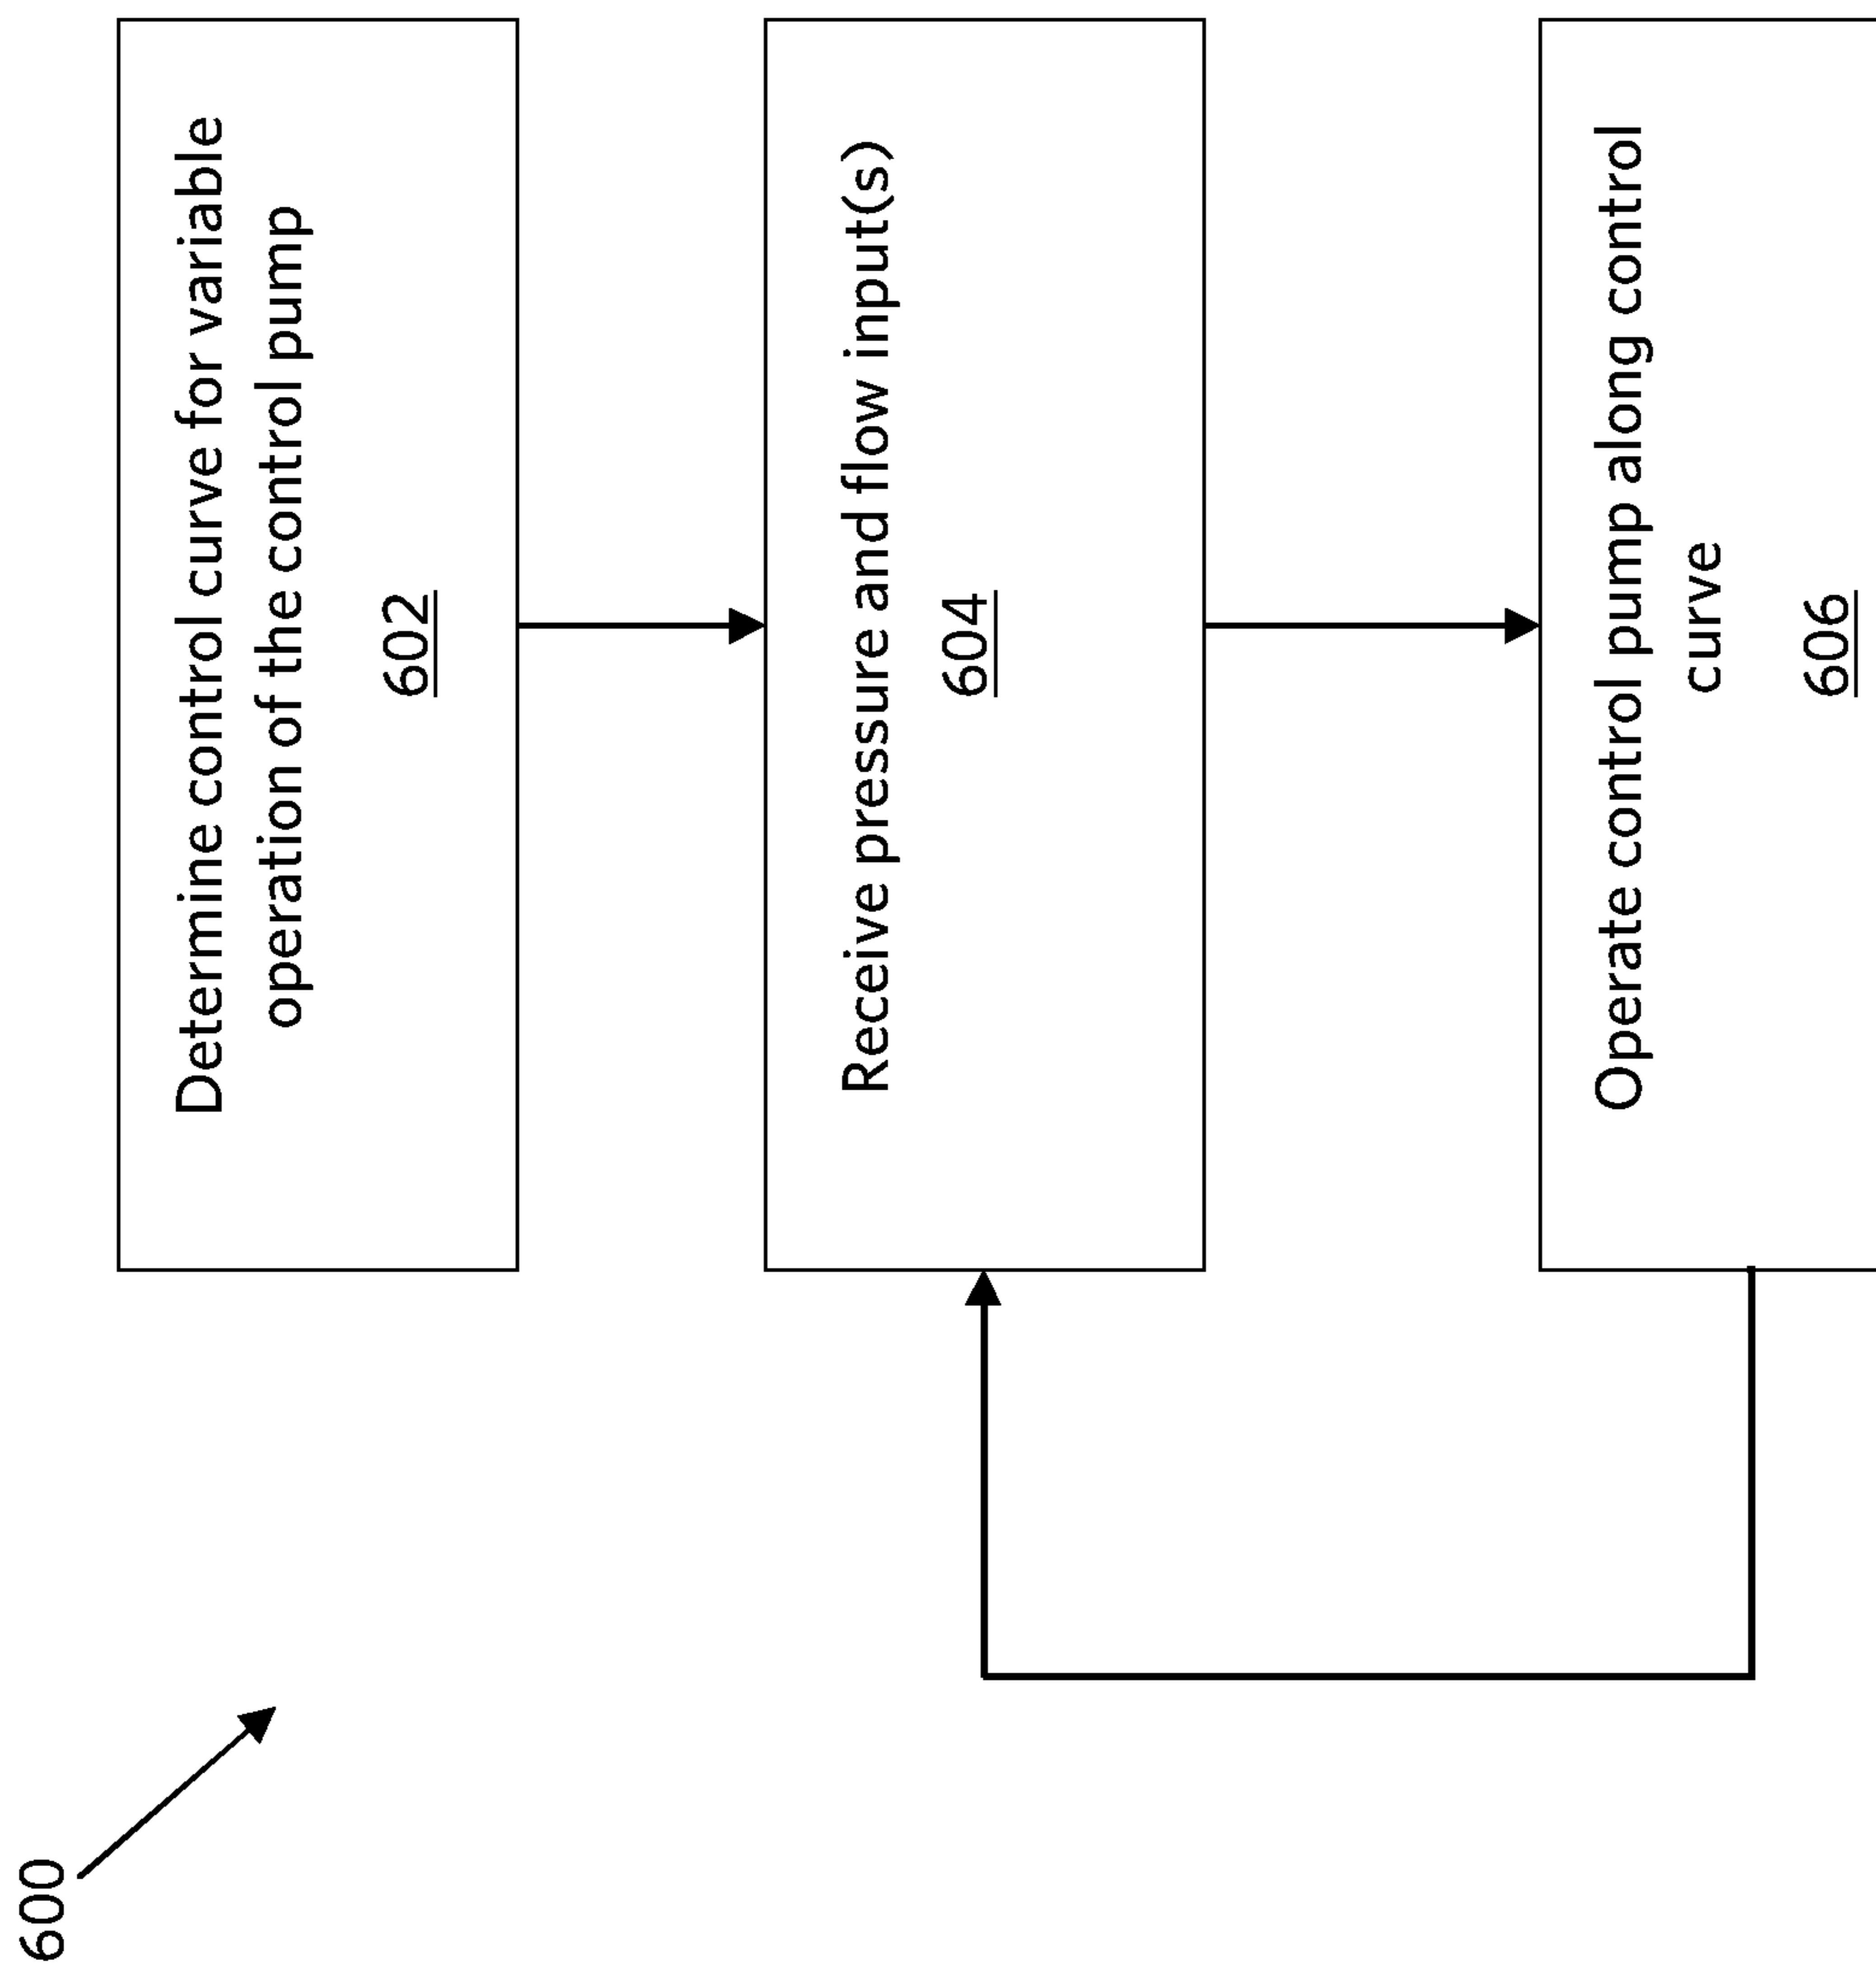 600
Determine control curve for variable
operation of the control pump
602
Receive pressure and flow input(s)
604
Operate control pump along control
curve
606